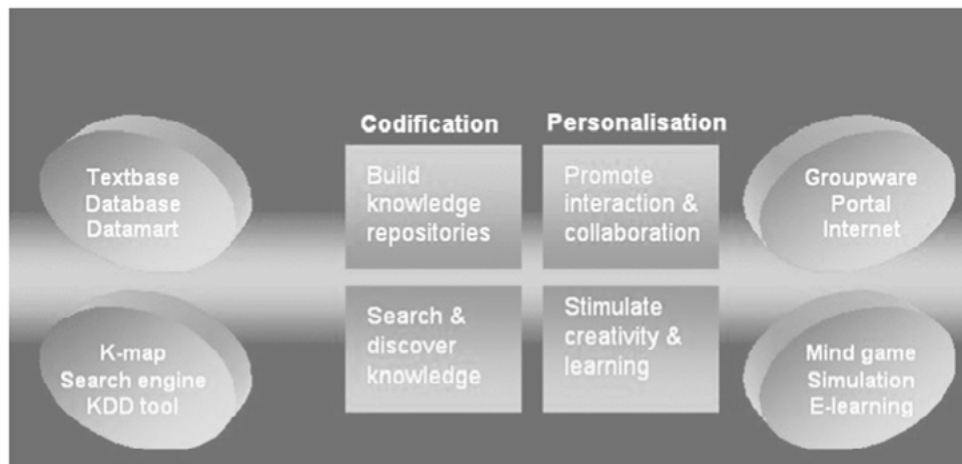 Codification
Personalisation
Textbase
Database
Datamart
Build
knowledge
repositories
Promote
interaction &
collaboration
Groupware
Portal
Internet
K-map
Search engine
KDD tool
Search &
discover
knowledge
Stimulate
creativity &
learning
Mind game
Simulation
E-learning